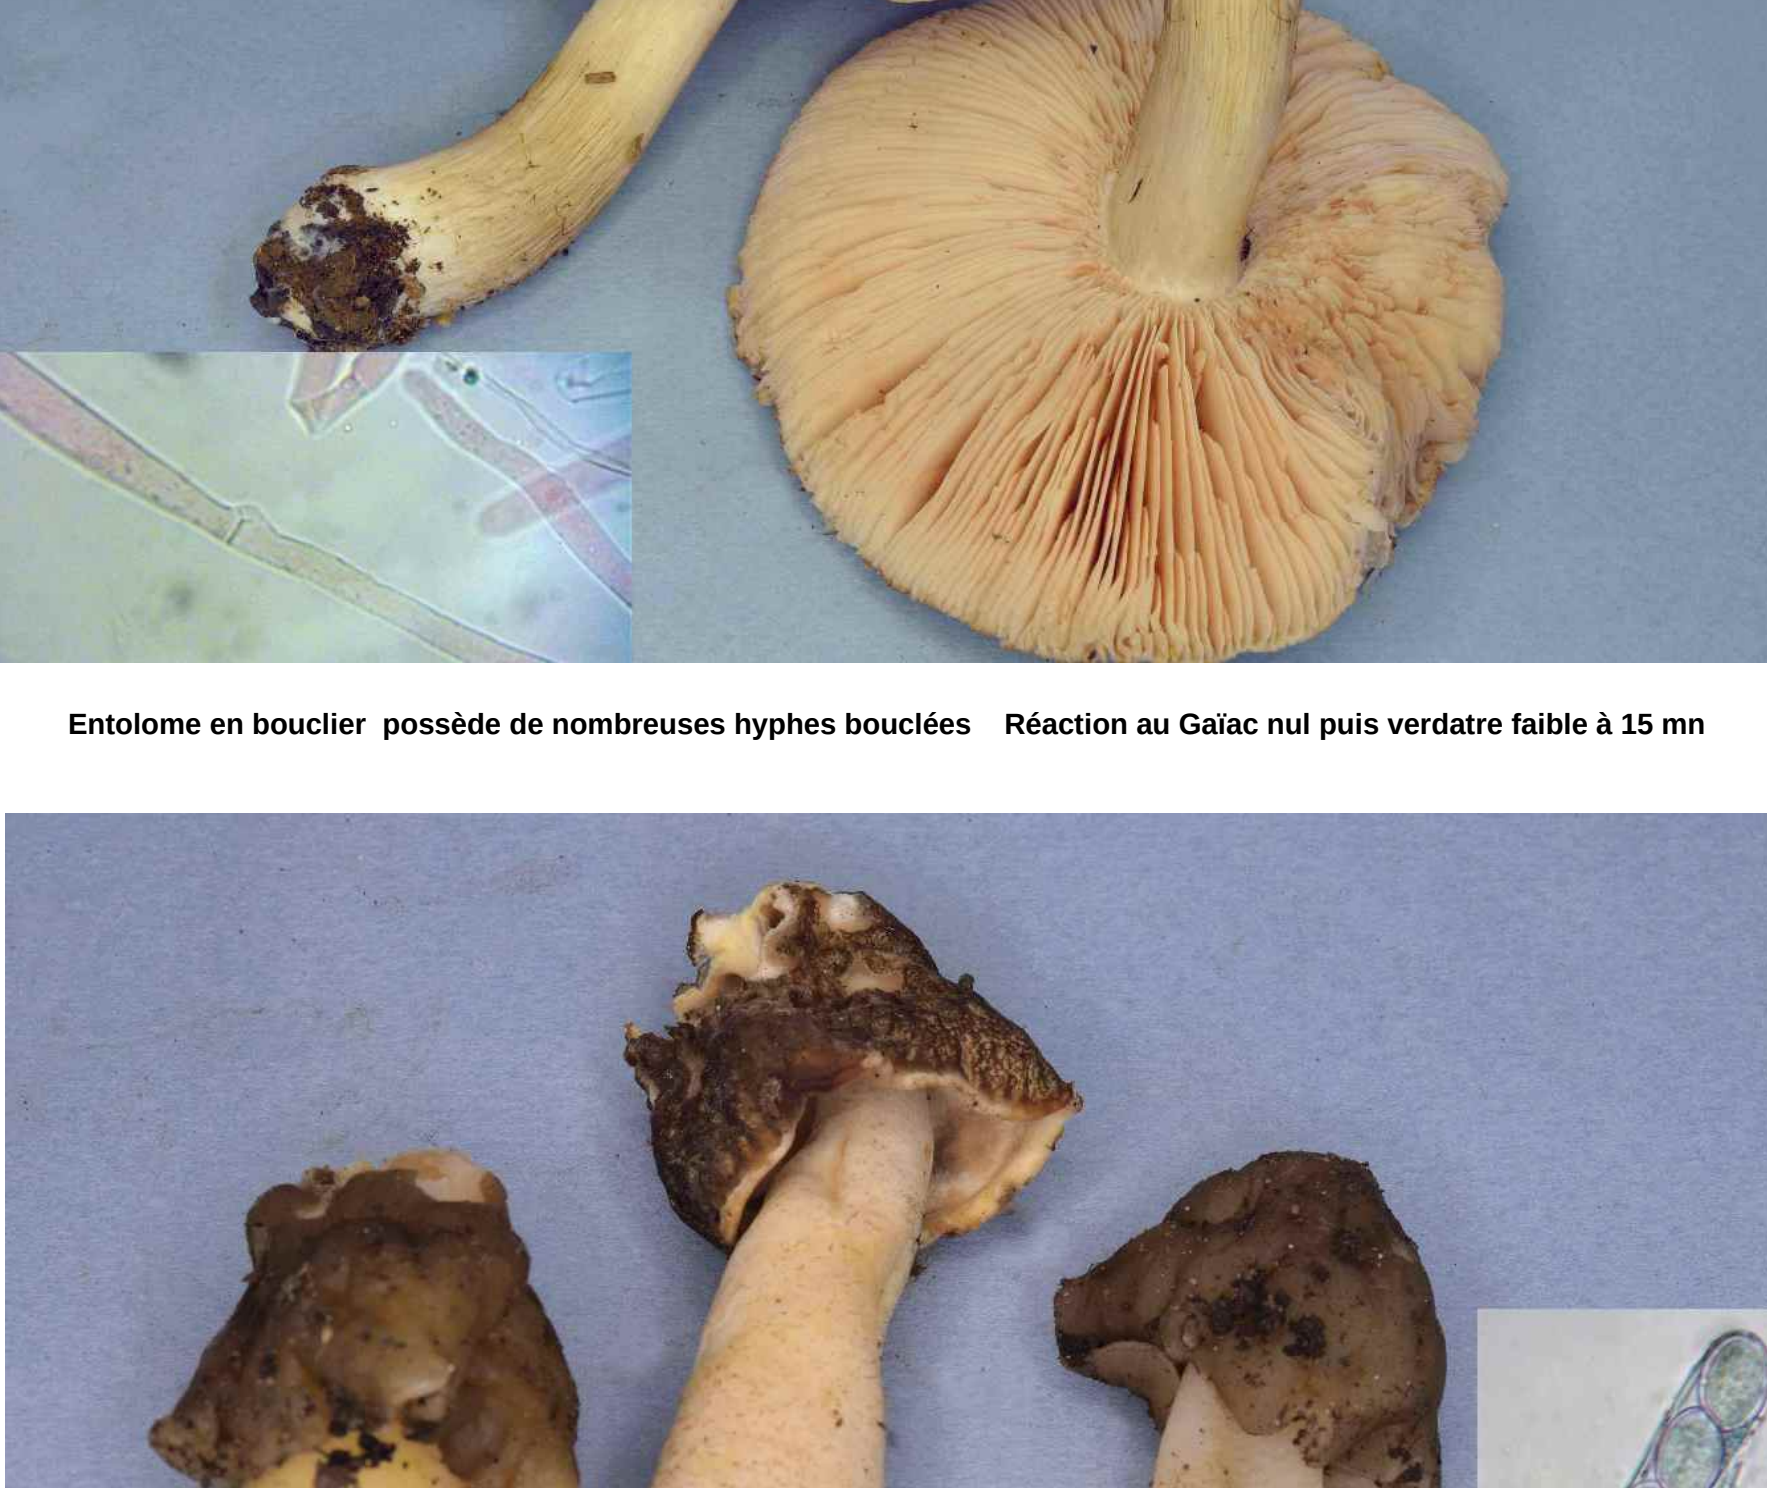 Entolome en bouclier  possède de nombreuses hyphes bouclées    Réaction au Gaïac nul puis verdatre faible à 15 mn